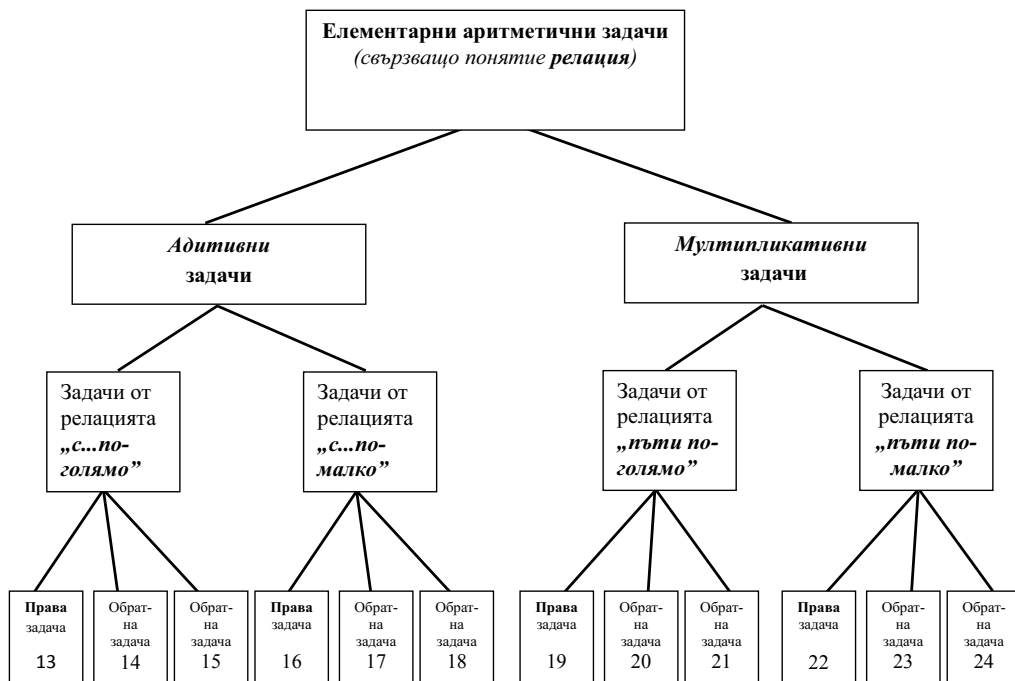 Елементарни аритметични задачи
(свързващо понятие релация)
Адитивни
задачи
Мултипликативни
задачи
Задачи от
релацията
„с...по-
голямо”
Задачи от
релацията
„с...по-
малко”
Задачи от
релацията
„пъти по-
голямо”
Задачи от
релацията
„пъти по-
малко”
Права
задача
13
Обрат-
на
задача
14
Обрат-
на
задача
15
Права
задача
16
Обрат-
на
задача
17
Обрат-
на
задача
18
Права
задача
19
Обрат-
на
задача
20
Обрат-
на
задача
21
Права
задача
22
Обрат-
на
задача
23
Обрат-
на
задача
24